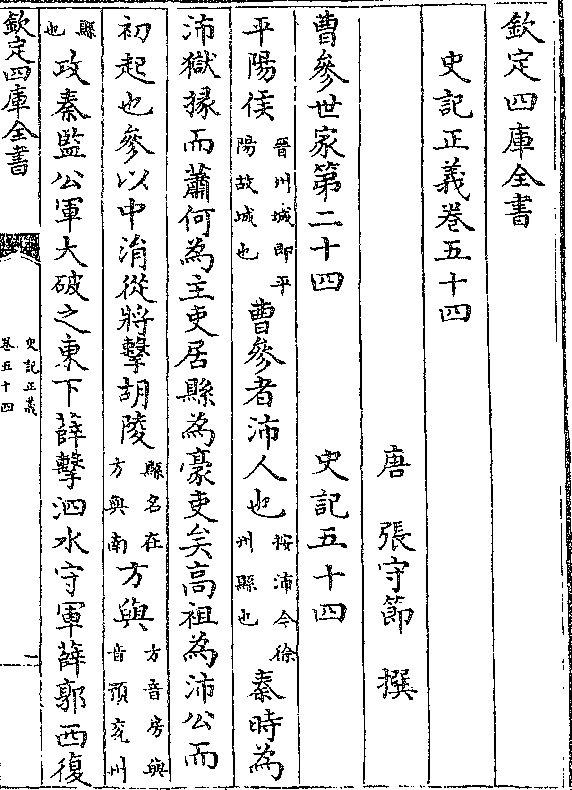 欽定四庫全書
史記正義卷五十四
唐 張守節 撰
曹參世家第二十四 史記五十四
平陽侯晉州城即平陽故城也曹參者沛人也按沛今徐州縣也秦時為
沛獄掾而蕭何為主吏居縣為豪吏矣高祖為沛公而
初起也參以中涓從將擊胡陵縣名在方與南方與方音房與音預兖州
縣也攻秦監公軍大破之東下薛擊泗水守軍薛郭西復
欽定四庫全書
史記正義
卷五十四
一